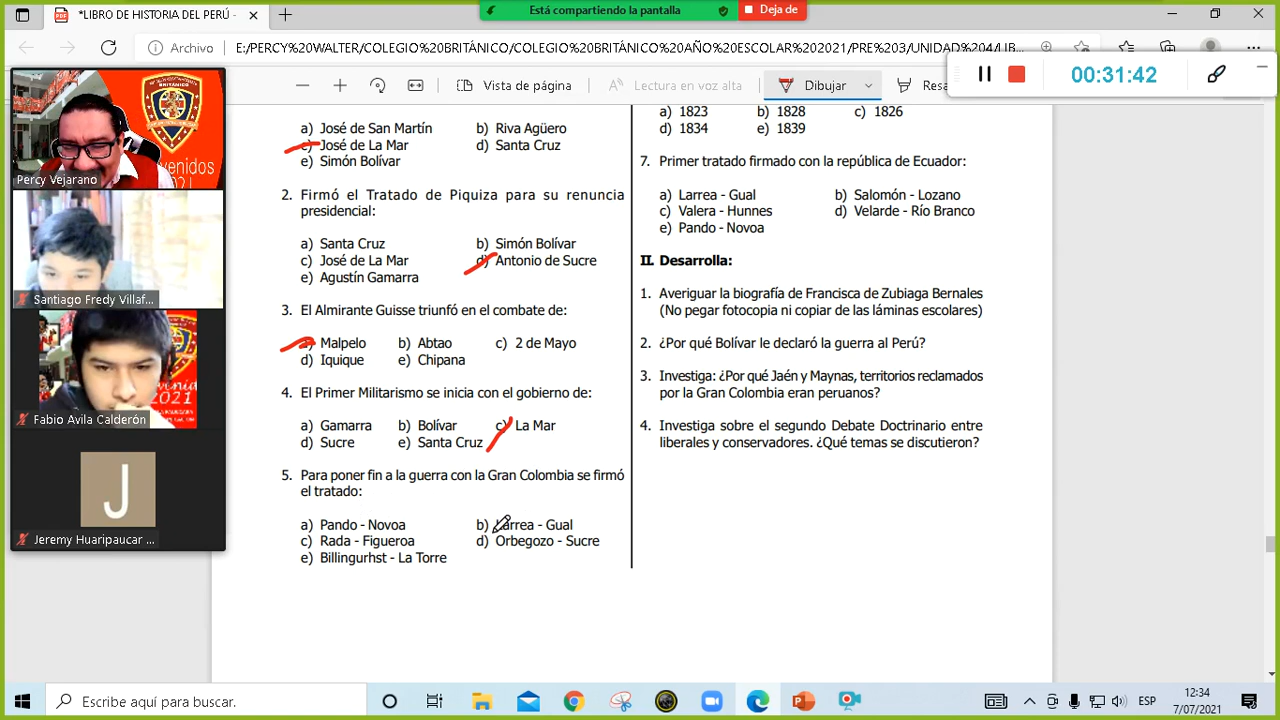 *LIBRO DE HISTORIA DEL PERÚ -
Está compartiendo la pantalla
Deja de
Archivo
E:/PERCY%20WALTER/COLEGIO%20BRITÁNICO/COLEGIO%20BRITÁNICO%20AÑO%20ESCOLAR%202021/PRE%203/UNIDAD%204/LIB...
Vista de página
Lectura en voz alta
Dibujar
00:31:42
Percy Vejarano
Santiago Fredy Villaf...
2021
Fabio Avila Calderón
J
Jeremy Huaripaucar ...
a) José de San Martín b) Riva Agüero
c) José de La Mar d) Santa Cruz
e) Simón Bolívar
2. Firmó el Tratado de Piquiza para su renuncia
presidencial:
a) Santa Cruz b) Simón Bolívar
c) José de La Mar d) Antonio de Sucre
e) Agustín Gamarra
3. El Almirante Guisse triunfó en el combate de:
a) Malpelo b) Abtao c) 2 de Mayo
d) Iquique e) Chipana
4. El Primer Militarismo se inicia con el gobierno de:
a) Gamarra b) Bolívar c) La Mar
d) Sucre e) Santa Cruz
5. Para poner fin a la guerra con la Gran Colombia se firmó
el tratado:
a) Pando - Novoa b) Larrea - Gual
c) Rada - Figueroa d) Orbegozo - Sucre
e) Billingurhst - La Torre
a) 1823 b) 1828 c) 1826
d) 1834 e) 1839
7. Primer tratado firmado con la república de Ecuador:
a) Larrea - Gual b) Salomón - Lozano
c) Valera - Hunnes d) Velarde - Río Branco
e) Pando - Novoa
II. Desarrolla:
1. Averiguar la biografía de Francisca de Zubiaga Bernales
(No pegar fotocopia ni copiar de las láminas escolares)
2. ¿Por qué Bolívar le declaró la guerra al Perú?
3. Investiga: ¿Por qué Jaén y Maynas, territorios reclamados
por la Gran Colombia eran peruanos?
4. Investiga sobre el segundo Debate Doctrinario entre
liberales y conservadores. ¿Qué temas se discutieron?
Escribe aquí para buscar.
ESP
12:34
7/07/2021